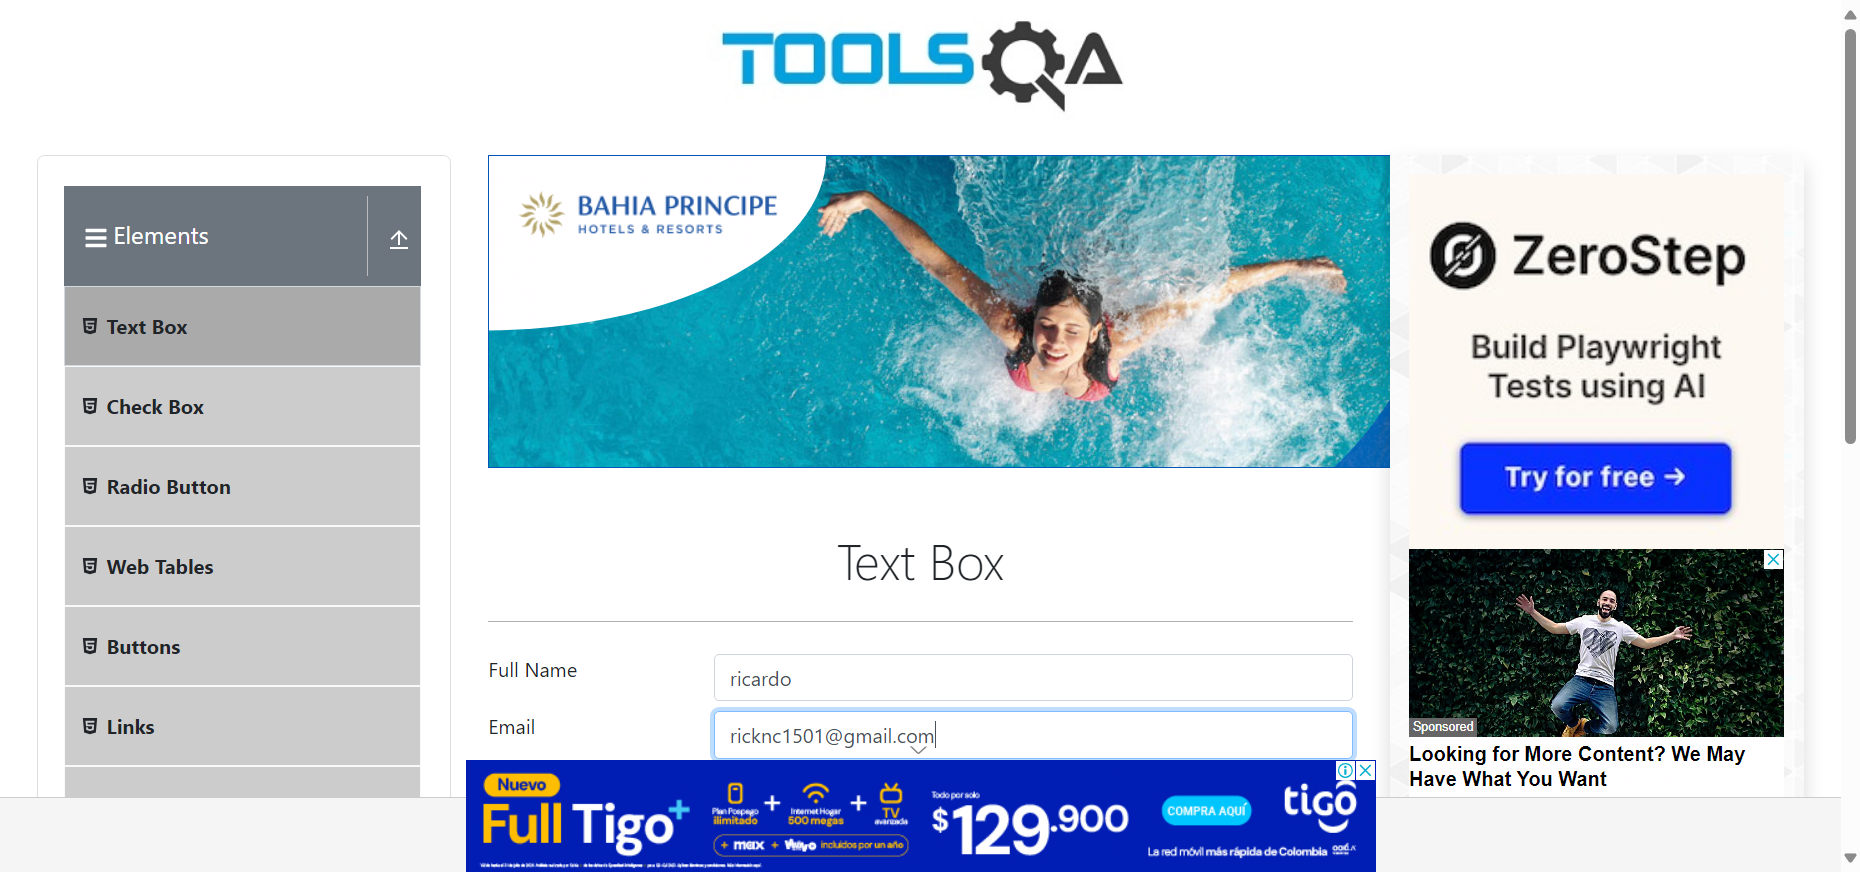 TOOLSQA
Elements
Text Box
Check Box
Radio Button
Web Tables
Buttons
Links
BAHIA PRINCIPE
HOTELS & RESORTS
Text Box
Full Name
ricardo
Email
ricknc1501@gmail.com
ZeroStep
Build Playwright
Tests using AI
Try for free →
Sponsored
Looking for More Content? We May
Have What You Want
Nuevo
Full Tigo+
Plan Pospago
ilimitado
+
Internet Hogar
500 megas
+
TV
avanzada
+ max + incluidos por un año
Todo por solo
$129.900
COMPRA AQUÍ
tigo
La red móvil más rápida de Colombia